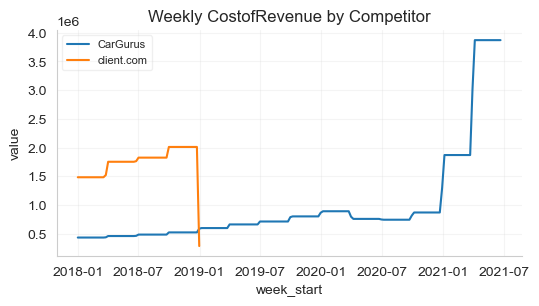 Weekly CostofRevenue by Competitor
1e6
4.0
3.5
3.0
2.5
2.0
1.5
1.0
0.5
value
CarGurus
client.com
2018-01 2018-07 2019-01 2019-07 2020-01 2020-07 2021-01 2021-07
week_start